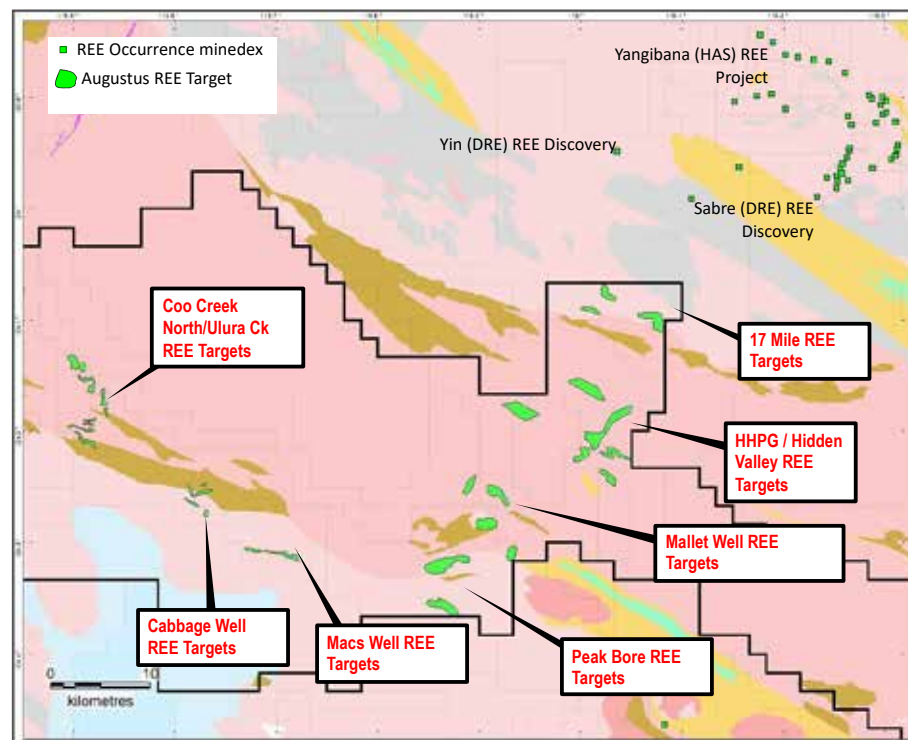 REE Occurrence minedex
Augustus REE Target
Yangibana (HAS) REE
Project
Yin (DRE) REE Discovery
Sabre (DRE) REE
Discovery
Coo Creek
North/Ulura Ck
REE Targets
17 Mile REE
Targets
HHPG / Hidden
Valley REE
Targets
Mallet Well REE
Targets
Cabbage Well
REE Targets
Macs Well REE
Targets
Peak Bore REE
Targets
0 10
kilometres